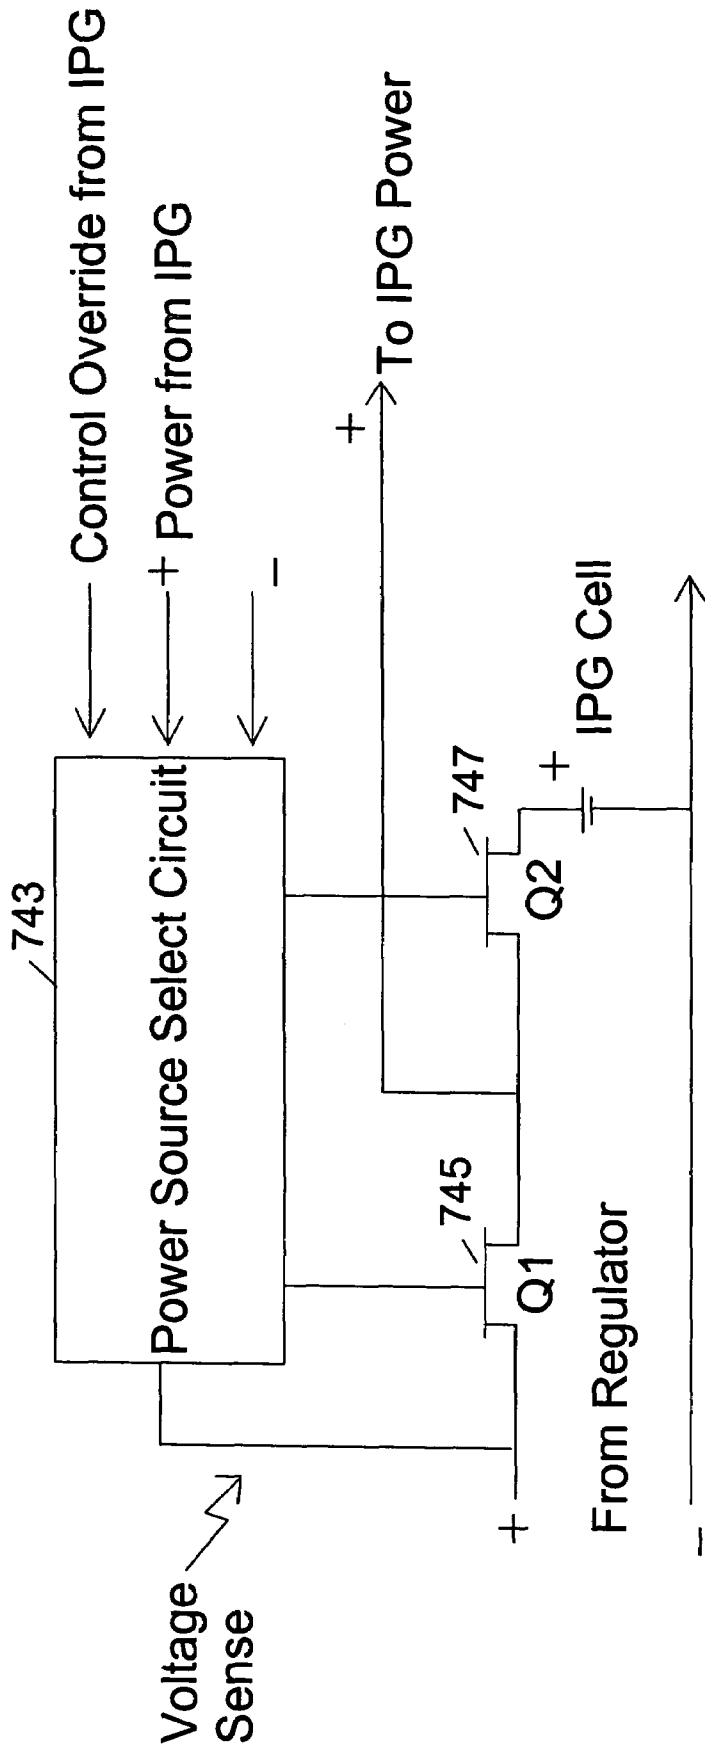 743
Power Source Select Circuit
Control Override from IPG
+ Power from IPG
-
Voltage
Sense
+
To IPG Power
745
Q1
747
Q2
+
IPG Cell
+
From Regulator
-